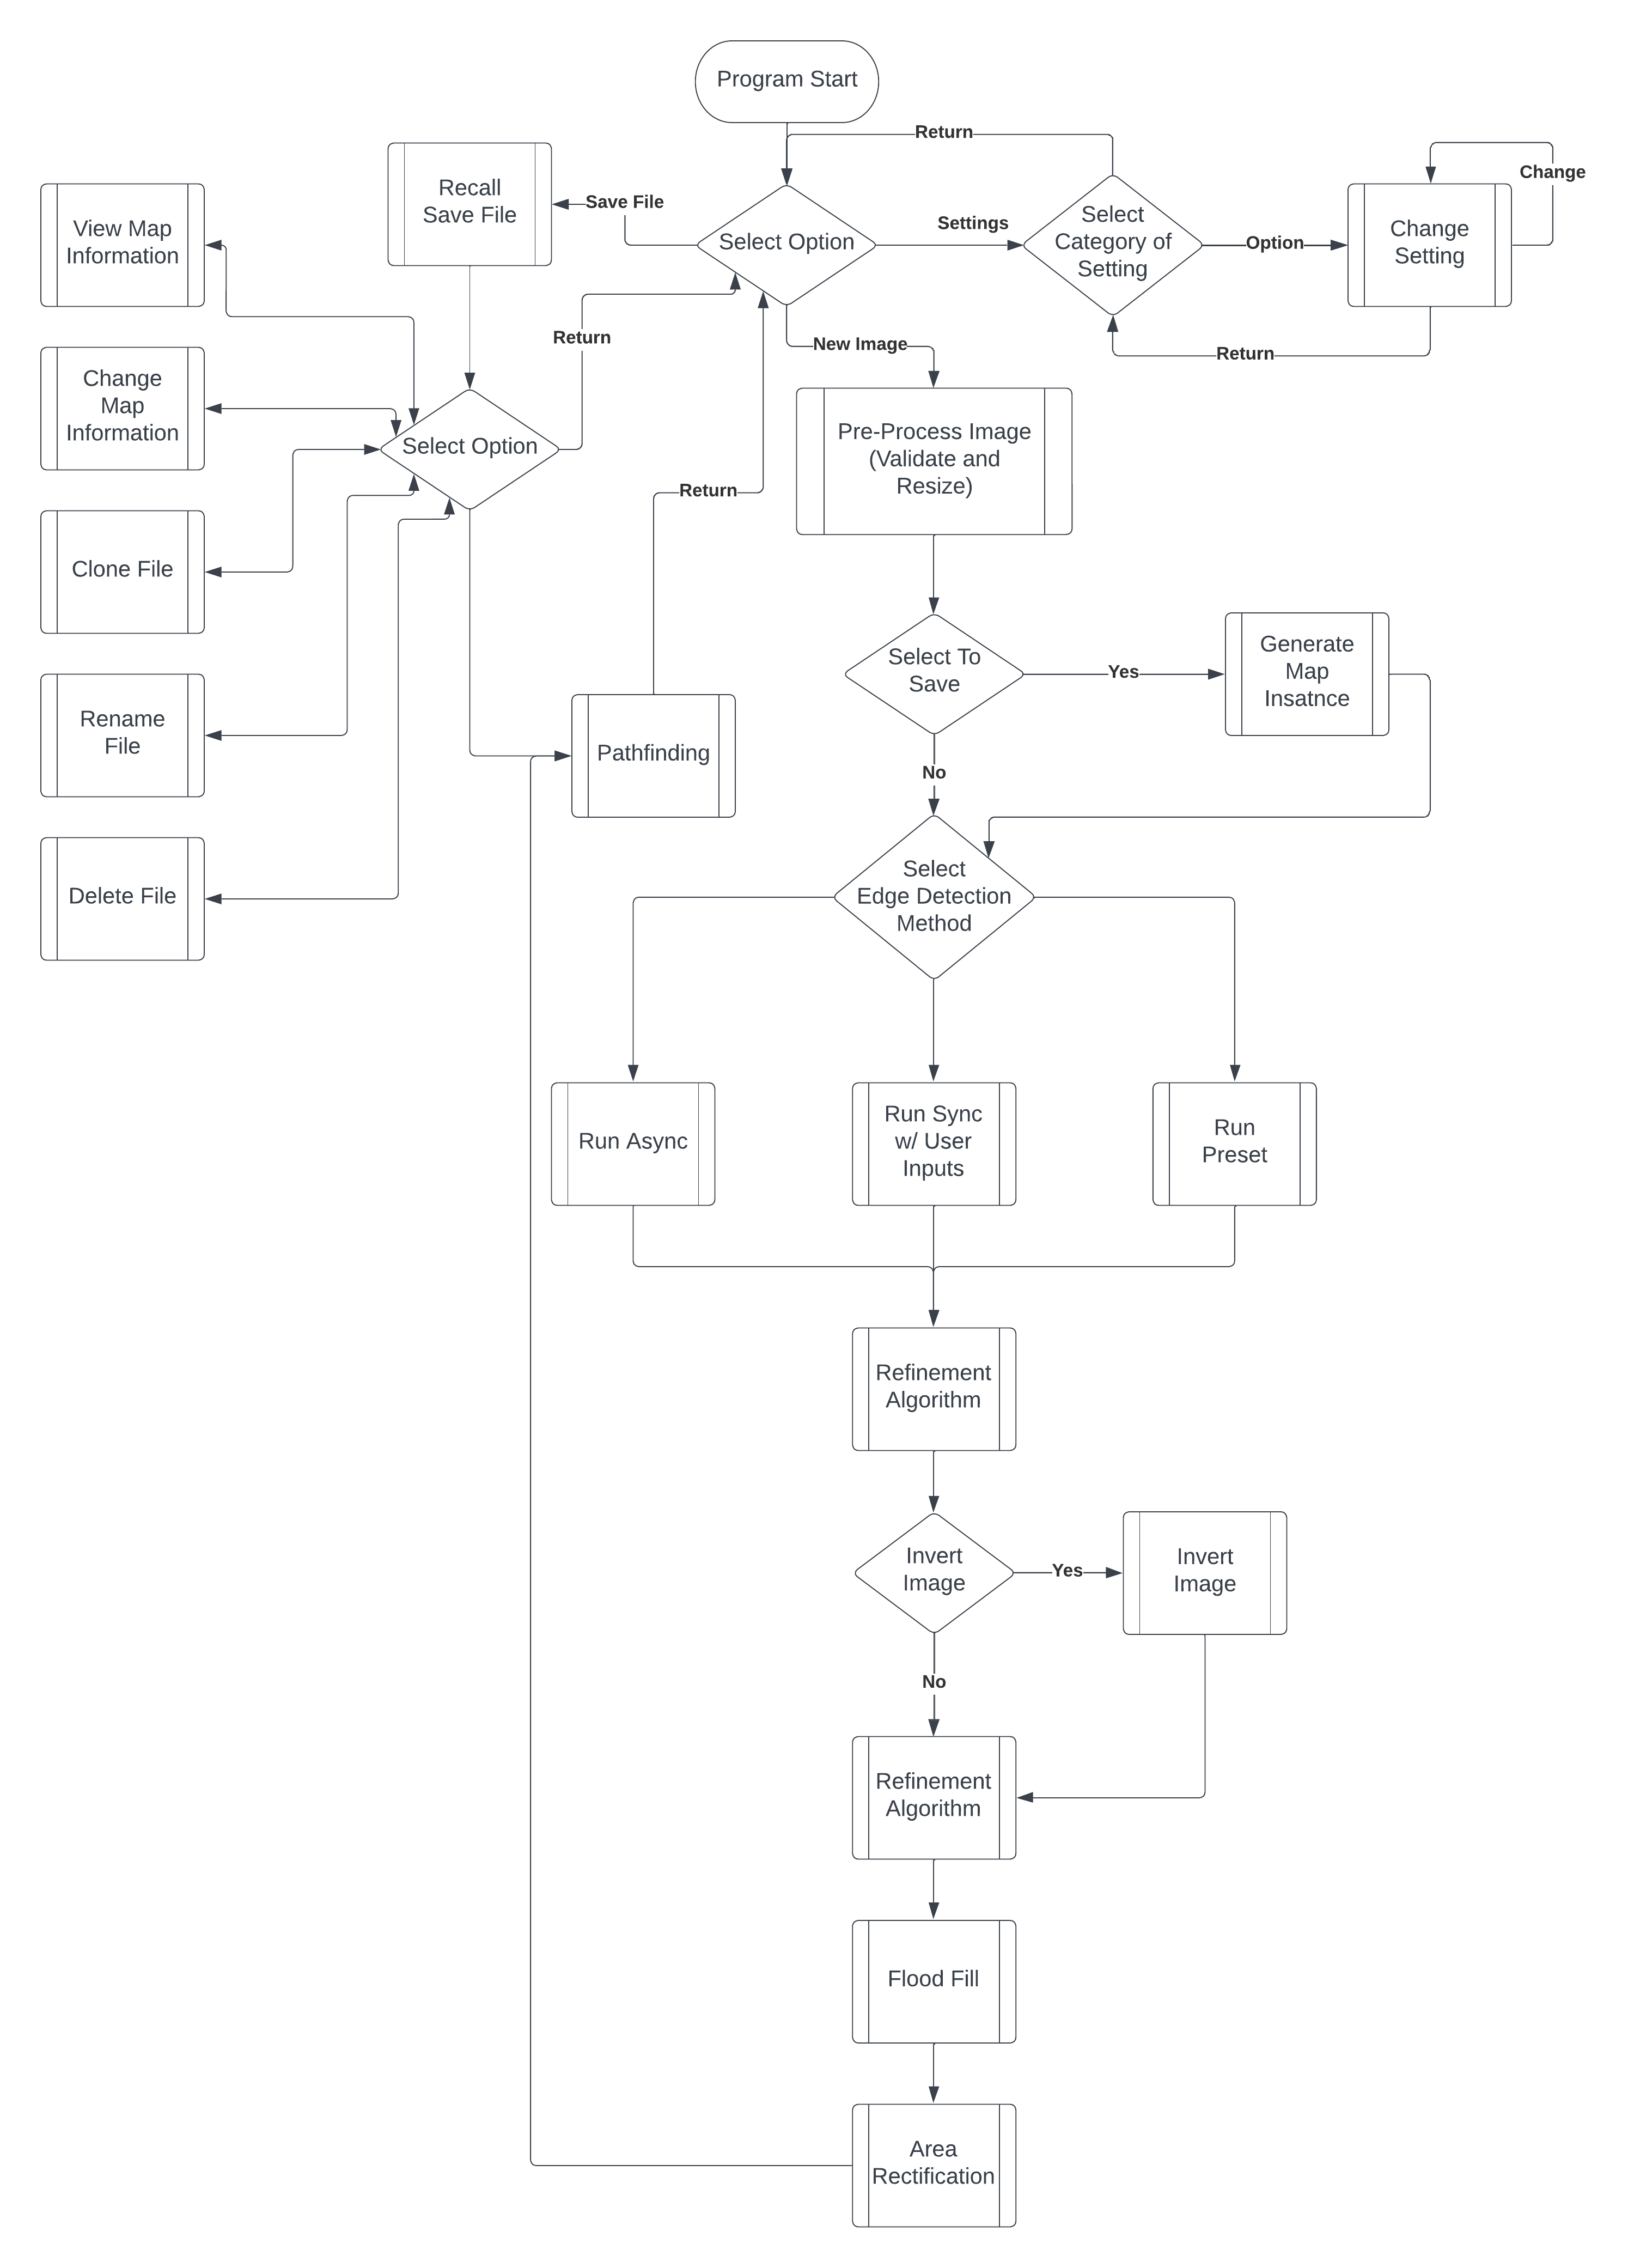 Program Start
Return
Change
Recall
Save File
Save File
Select Option
Settings
Select
Category of
Setting
Option
Change
Setting
View Map
Information
Return
New Image
Return
Change
Map
Information
Select Option
Pre-Process Image
(Validate and
Resize)
Return
Clone File
Select To
Save
Yes
Generate
Map
Insatnce
Rename
File
Pathfinding
No
Delete File
Select
Edge Detection
Method
Run Async
Run Sync
w/ User
Inputs
Run
Preset
Refinement
Algorithm
Invert
Image
Yes
Invert
Image
No
Refinement
Algorithm
Flood Fill
Area
Rectification